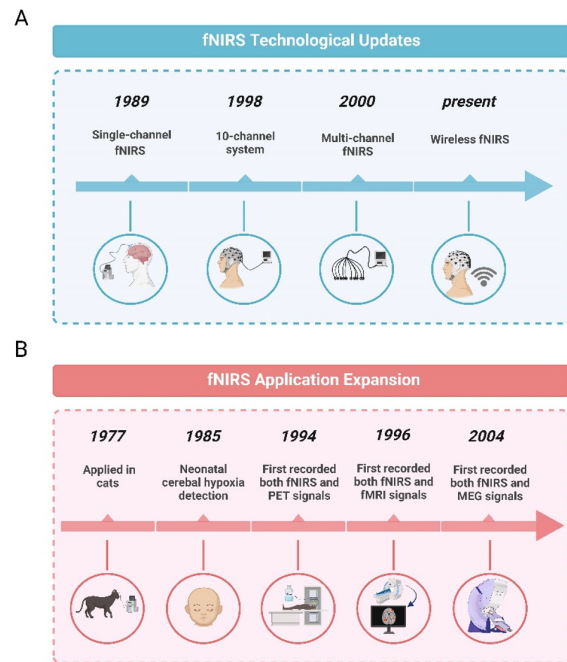 A
fNIRS Technological Updates
1989
1998
2000
present
Single-channel
fNIRS
10-channel
system
Multi-channel
fNIRS
Wireless fNIRS
B
fNIRS Application Expansion
1977
1985
1994
1996
2004
Applied in
cats
Neonatal
cerebral hypoxia
detection
First recorded
both fNIRS and
PET signals
First recorded
both fNIRS and
fMRI signals
First recorded
both fNIRS and
MEG signals